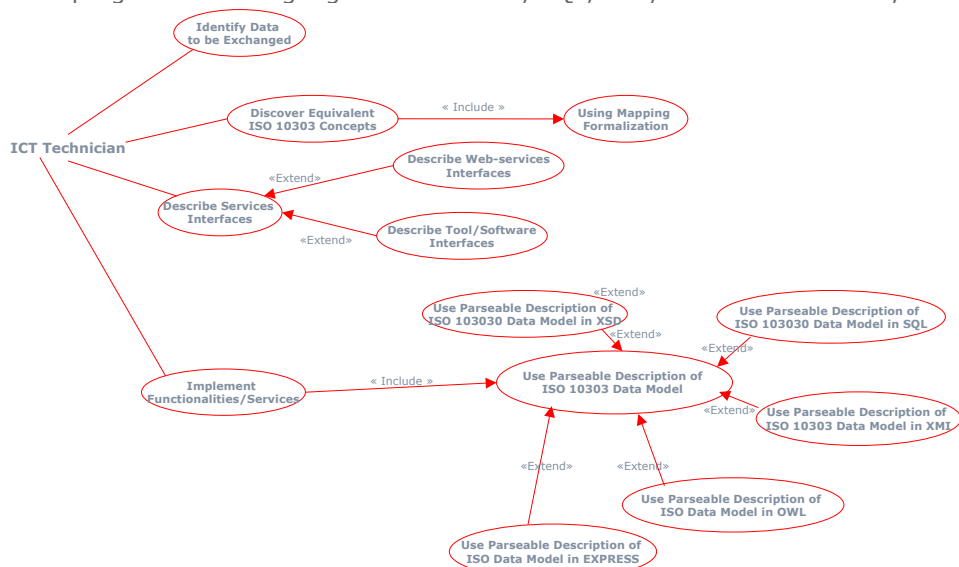 Identify Data
to be Exchanged
Discover Equivalent
ISO 10303 Concepts
« Include »
Using Mapping
Formalization
ICT Technician
Describe Web-services
Interfaces
«Extend»
Describe Services
Interfaces
Describe Tool/Software
Interfaces
«Extend»
«Extend»
Use Parseable Description of
ISO 103030 Data Model in XSD
«Extend»
Use Parseable Description of
ISO 103030 Data Model in SQL
«Extend»
Implement
Functionalities/Services
« Include »
Use Parseable Description of
ISO 10303 Data Model
«Extend»
Use Parseable Description of
ISO 10303 Data Model in XMI
«Extend»
«Extend»
Use Parseable Description of
ISO Data Model in OWL
Use Parseable Description of
ISO Data Model in EXPRESS